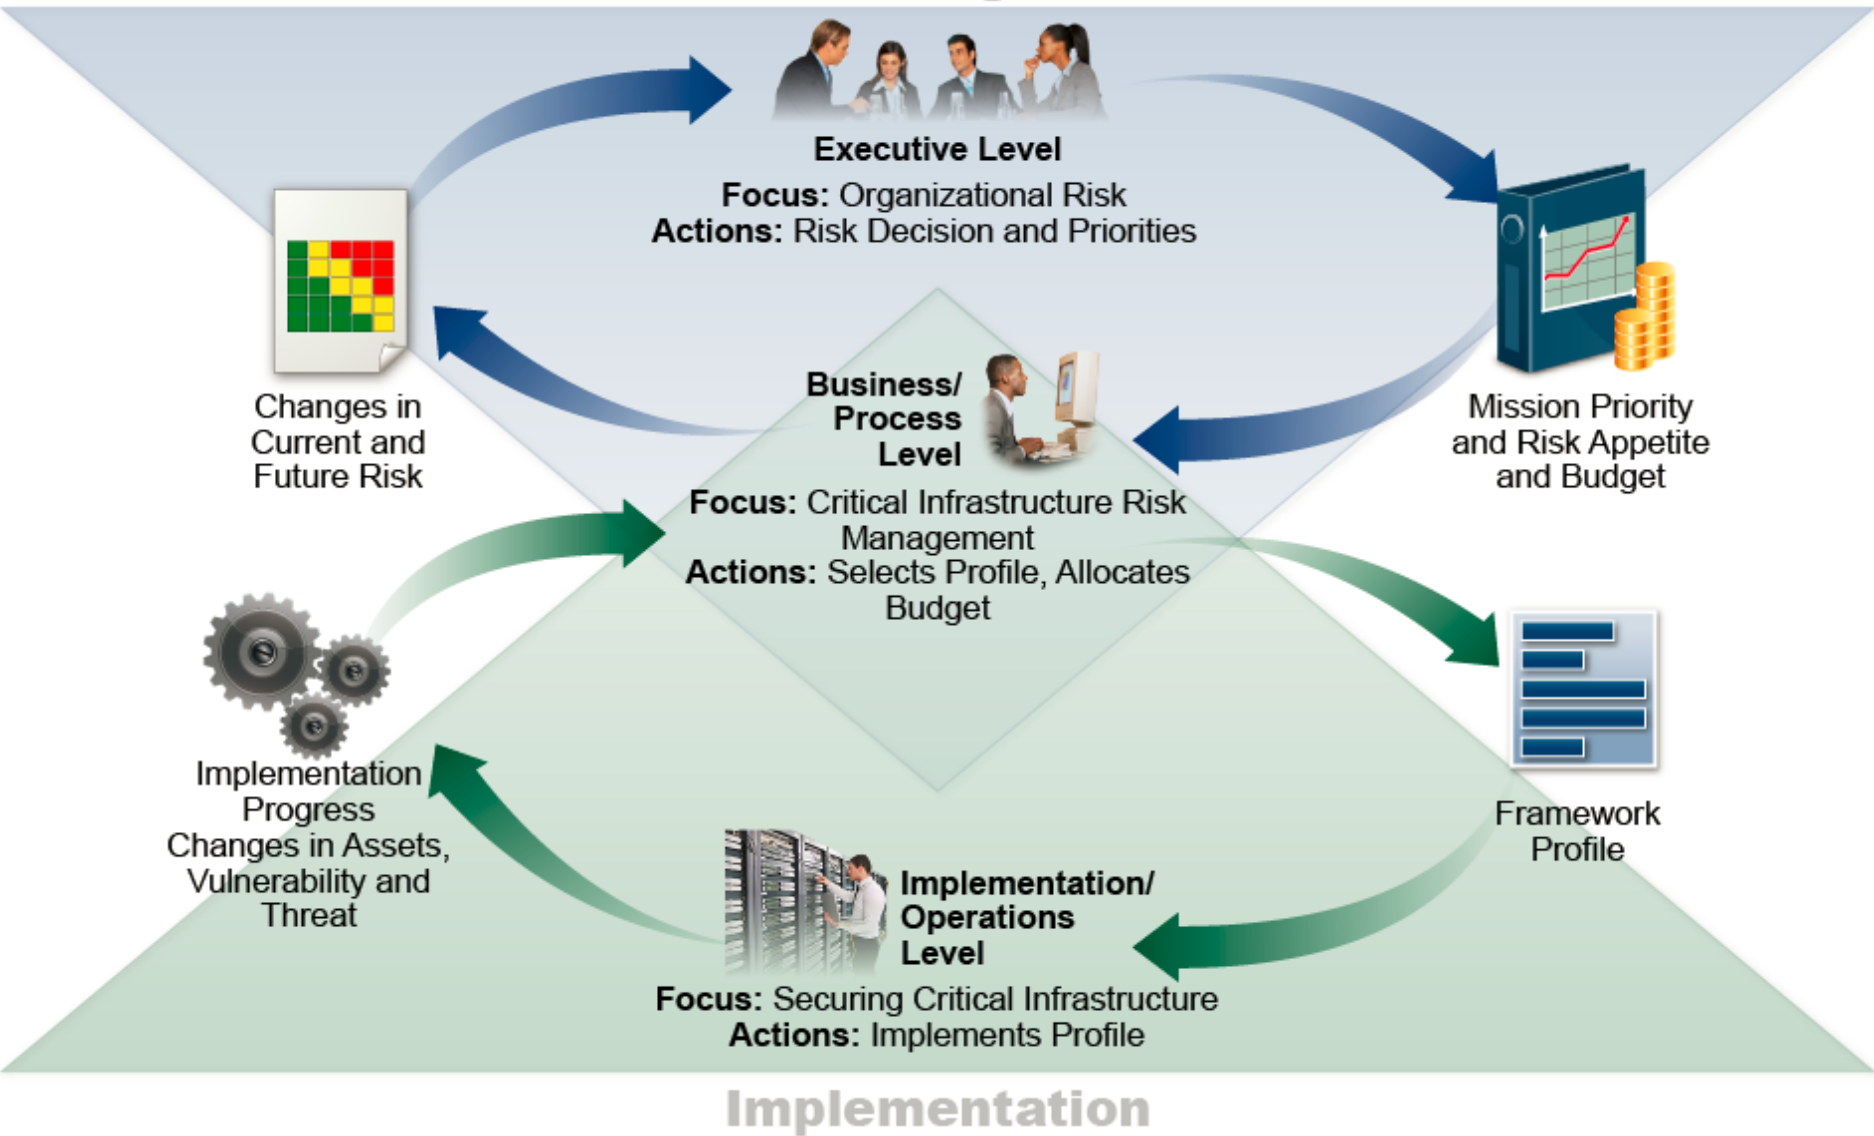 Executive Level
Focus: Organizational Risk
Actions: Risk Decision and Priorities
Changes in
Current and
Future Risk
Mission Priority
and Risk Appetite
and Budget
Business/
Process
Level
Focus: Critical Infrastructure Risk
Management
Actions: Selects Profile, Allocates
Budget
Implementation
Progress
Changes in Assets,
Vulnerability and
Threat
Framework
Profile
Implementation/
Operations
Level
Focus: Securing Critical Infrastructure
Actions: Implements Profile
Implementation